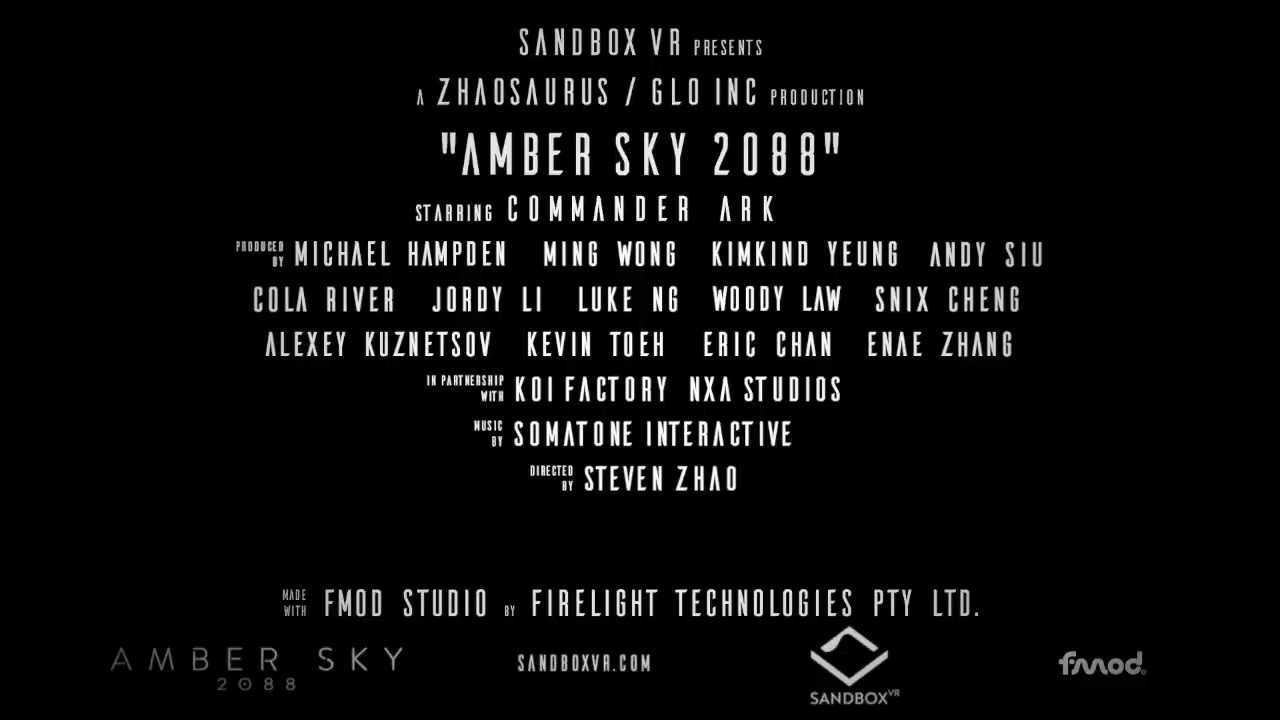 SANDBOX VR PRESENTS
A ZHAOSAURUS / GLO INC PRODUCTION
"AMBER SKY 2088"
STARRING COMMANDER ARK
PRODUCED BY MICHAEL HAMPDEN MING WONG KIMKIND YEUNG ANDY SIU
COLA RIVER JORDY LI LUKE NG WOODY LAW SNIX CHENG
ALEXEY KUZNETSOV KEVIN TOEH ERIC CHAN ENAE ZHANG
IN PARTNERSHIP WITH KOI FACTORY NXA STUDIOS
MUSIC BY SOMATONE INTERACTIVE
DIRECTED BY STEVEN ZHAO
MADE WITH FMOD STUDIO BY FIRELIGHT TECHNOLOGIES PTY LTD.
AMBER SKY
2088
SANDBOXVR.COM
SANDBOXVR
fmod®